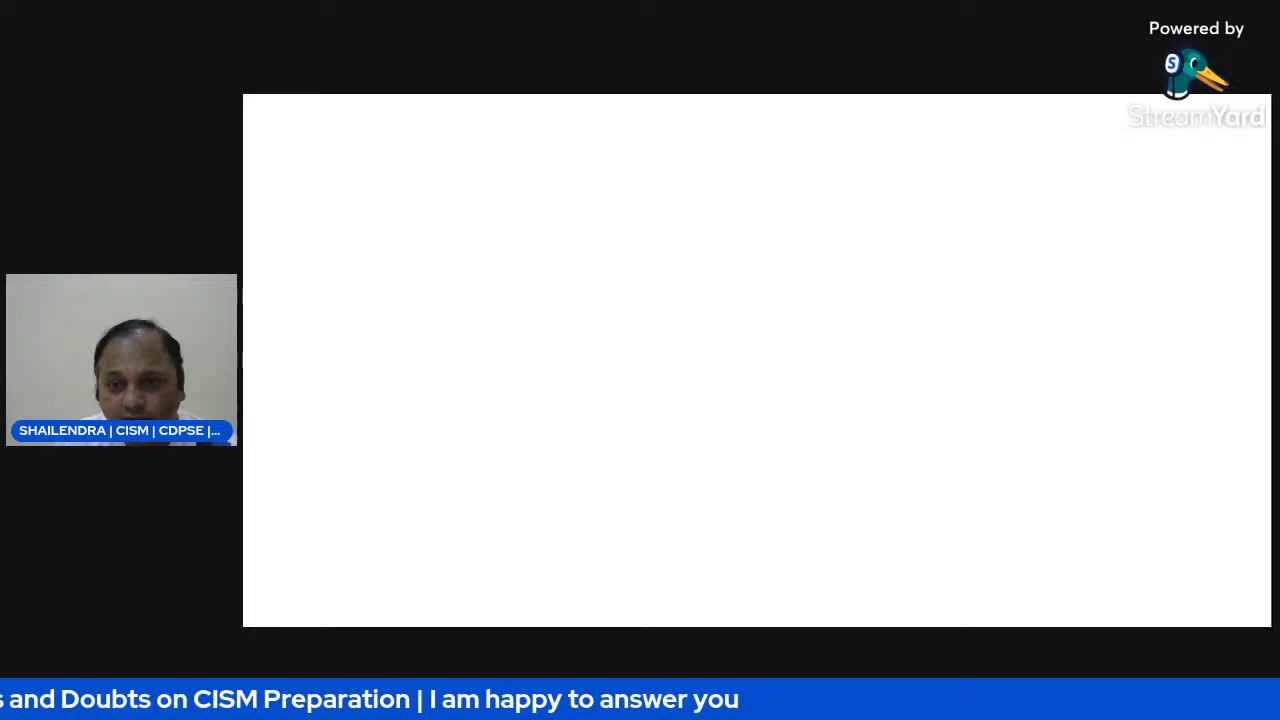 Powered by
S
StreamYard
SHAILENDRA | CISM | CDPSE |...
and Doubts on CISM Preparation | I am happy to answer you